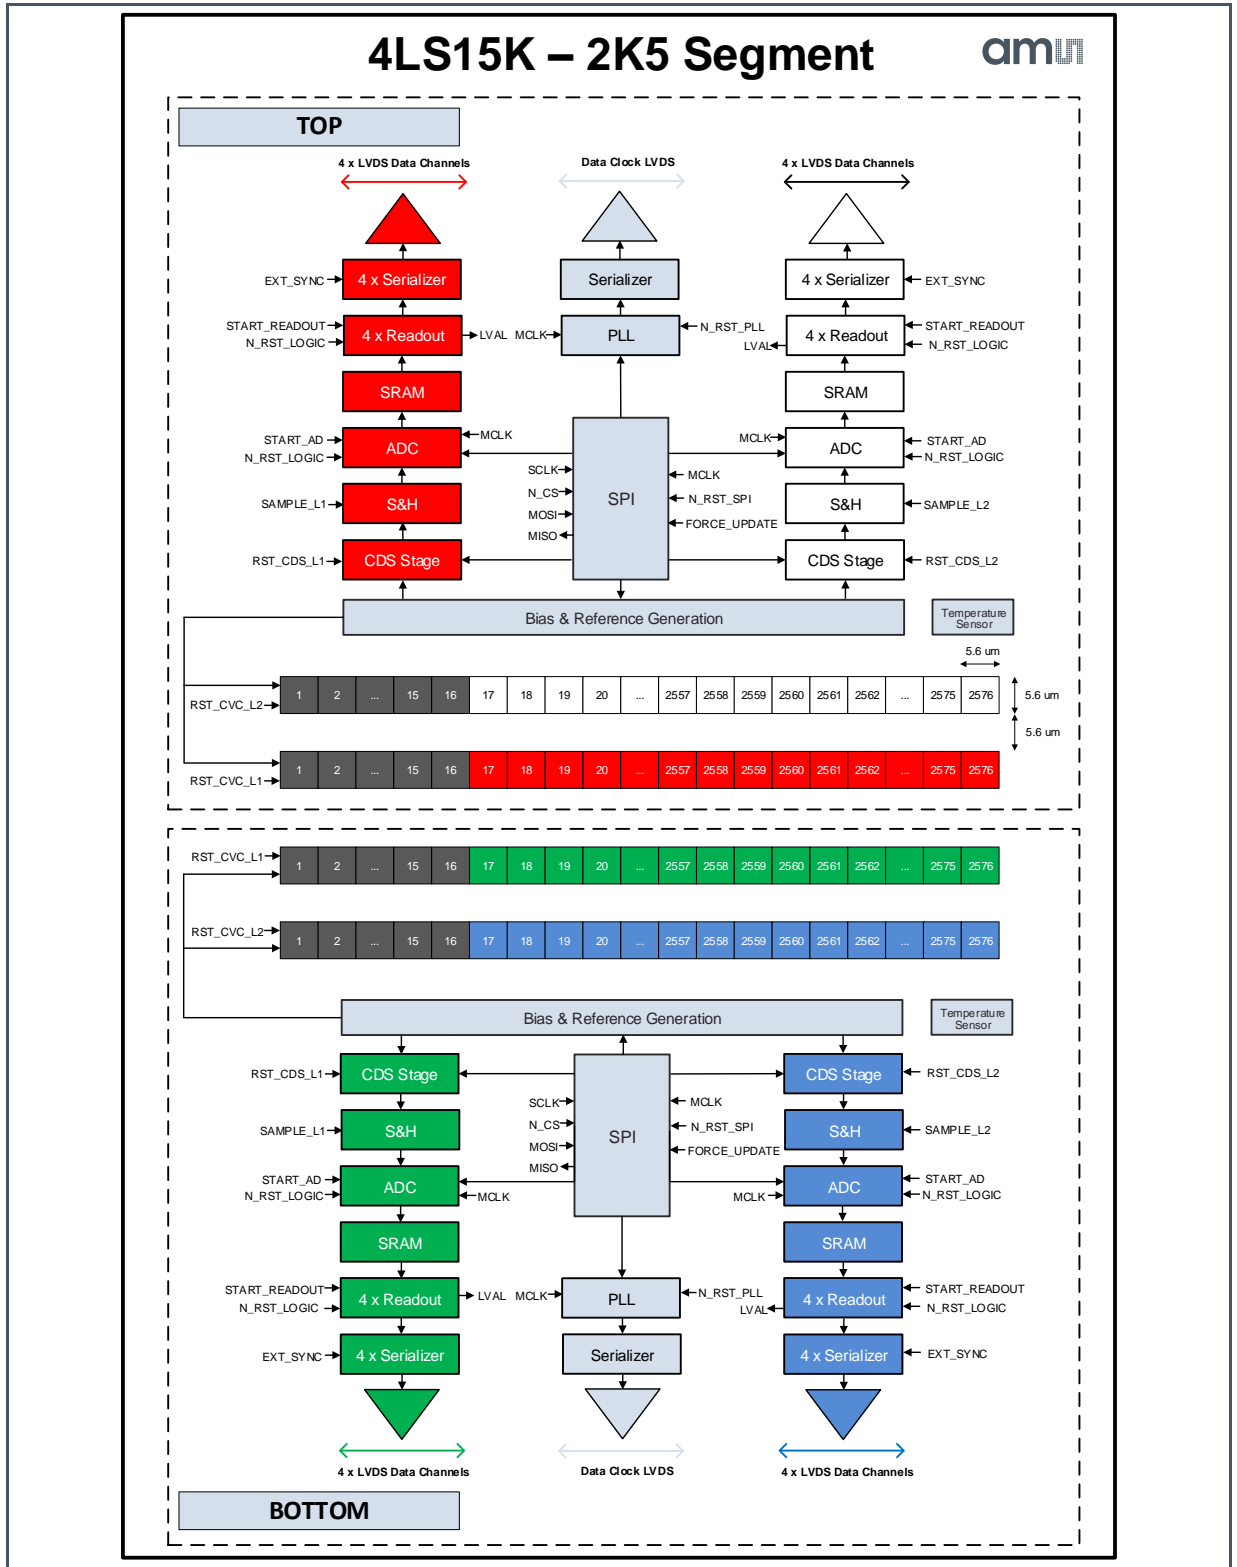 4LS15K – 2K5 Segment
amu
TOP
4 x LVDS Data Channels
Data Clock LVDS
4 x LVDS Data Channels
EXT_SYNC
4 x Serializer
Serializer
4 x Serializer
EXT_SYNC
START_READOUT
N_RST_LOGIC
4 x Readout
LVAL
MCLK
PLL
N_RST_PLL
LVAL
4 x Readout
START_READOUT
N_RST_LOGIC
SRAM
SRAM
START_AD
N_RST_LOGIC
ADC
MCLK
MCLK
ADC
START_AD
N_RST_LOGIC
SCLK
N_CS
MOSI
MISO
SPI
MCLK
N_RST_SPI
FORCE_UPDATE
SAMPLE_L1
S&H
S&H
SAMPLE_L2
RST_CDS_L1
CDS Stage
CDS Stage
RST_CDS_L2
Bias & Reference Generation
Temperature
Sensor
5.6 um
RST_CVC_L2
1 2 ... 15 16 17 18 19 20 ... 2557 2558 2559 2560 2561 2562 ... 2575 2576
5.6 um
5.6 um
RST_CVC_L1
1 2 ... 15 16 17 18 19 20 ... 2557 2558 2559 2560 2561 2562 ... 2575 2576
RST_CVC_L1
1 2 ... 15 16 17 18 19 20 ... 2557 2558 2559 2560 2561 2562 ... 2575 2576
RST_CVC_L2
1 2 ... 15 16 17 18 19 20 ... 2557 2558 2559 2560 2561 2562 ... 2575 2576
Bias & Reference Generation
Temperature
Sensor
RST_CDS_L1
CDS Stage
CDS Stage
RST_CDS_L2
SCLK
N_CS
MOSI
MISO
SPI
MCLK
N_RST_SPI
FORCE_UPDATE
SAMPLE_L1
S&H
S&H
SAMPLE_L2
START_AD
N_RST_LOGIC
ADC
MCLK
MCLK
ADC
START_AD
N_RST_LOGIC
SRAM
SRAM
START_READOUT
N_RST_LOGIC
4 x Readout
LVAL
MCLK
PLL
N_RST_PLL
LVAL
4 x Readout
START_READOUT
N_RST_LOGIC
EXT_SYNC
4 x Serializer
Serializer
4 x Serializer
EXT_SYNC
4 x LVDS Data Channels
Data Clock LVDS
4 x LVDS Data Channels
BOTTOM